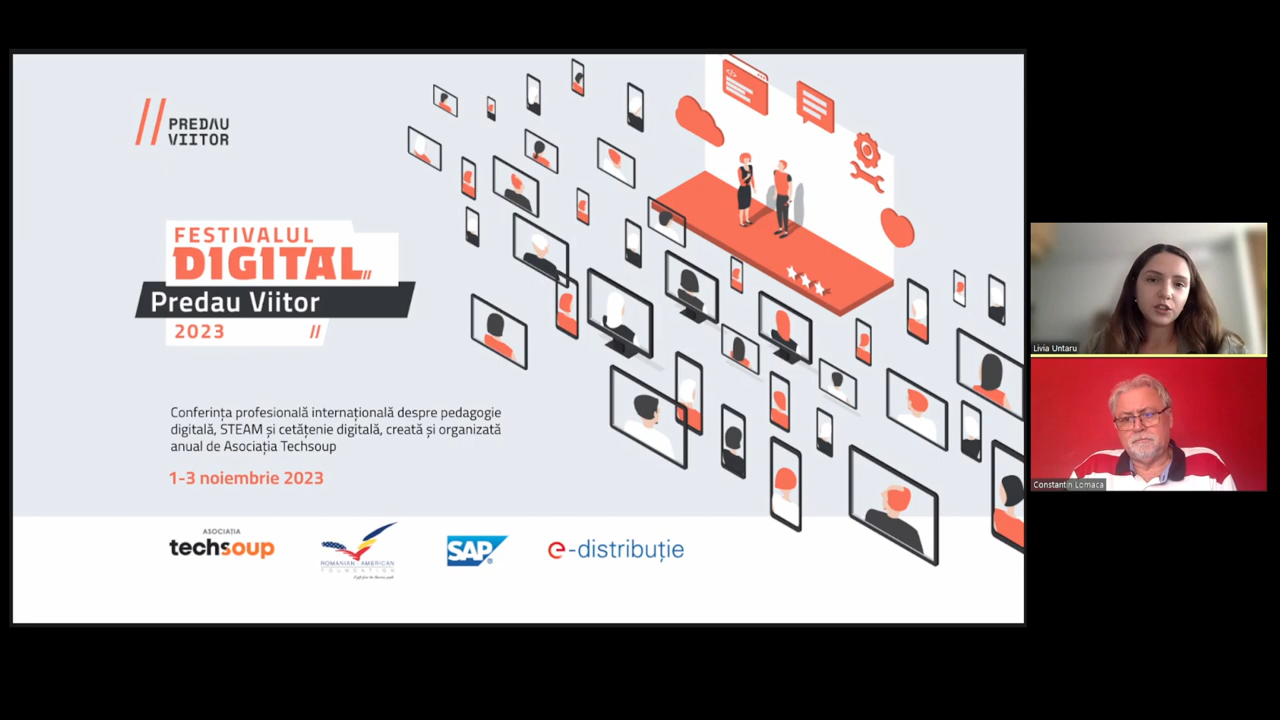 PREDAU
VIITOR
FESTIVALUL
DIGITAL//
Predau Viitor
2023 //
Conferința profesională internațională despre pedagogie
digitală, STEAM și cetățenie digitală, creată și organizată
anual de Asociația Techsoup
1-3 noiembrie 2023
ASOCIAȚIA
techsoup
ROMANIAN-AMERICAN
FOUNDATION
SAP®
e-distribuție
Livia Untaru
Constantin Lomaca